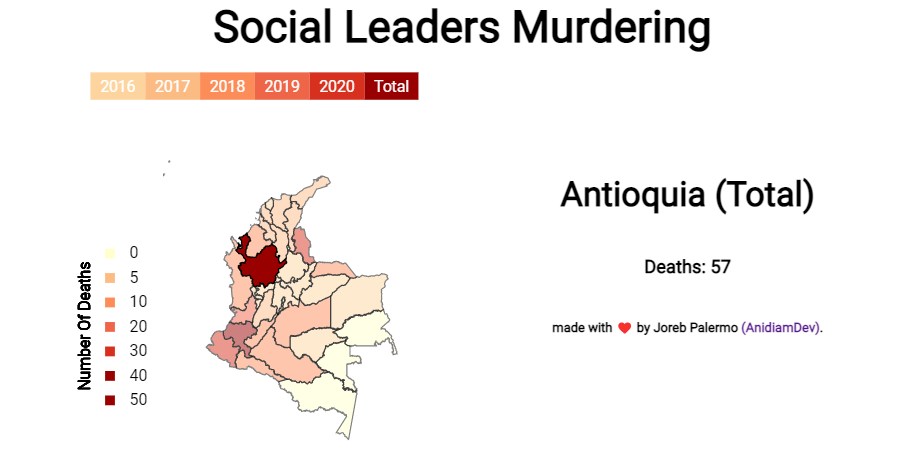 Social Leaders Murdering
2016 2017 2018 2019 2020 Total
Antioquia (Total)
Deaths: 57
made with ❤ by Joreb Palermo (AnidiamDev).
Number Of Deaths
0
5
10
20
30
40
50